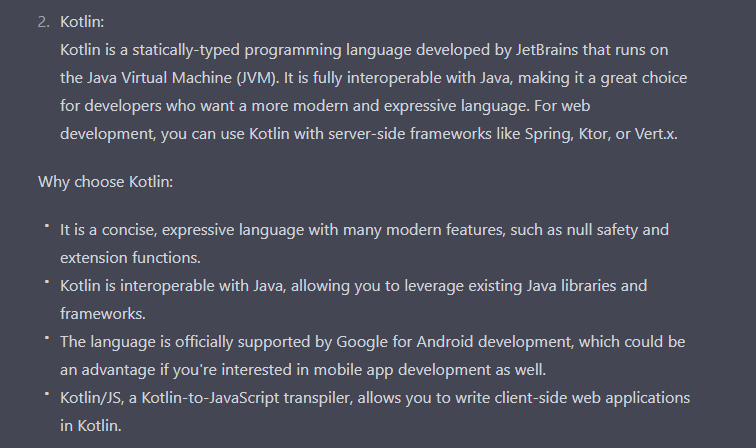 2. Kotlin:
Kotlin is a statically-typed programming language developed by JetBrains that runs on
the Java Virtual Machine (JVM). It is fully interoperable with Java, making it a great choice
for developers who want a more modern and expressive language. For web
development, you can use Kotlin with server-side frameworks like Spring, Ktor, or Vert.x.
Why choose Kotlin:
• It is a concise, expressive language with many modern features, such as null safety and
extension functions.
• Kotlin is interoperable with Java, allowing you to leverage existing Java libraries and
frameworks.
• The language is officially supported by Google for Android development, which could be
an advantage if you're interested in mobile app development as well.
• Kotlin/JS, a Kotlin-to-JavaScript transpiler, allows you to write client-side web applications
in Kotlin.